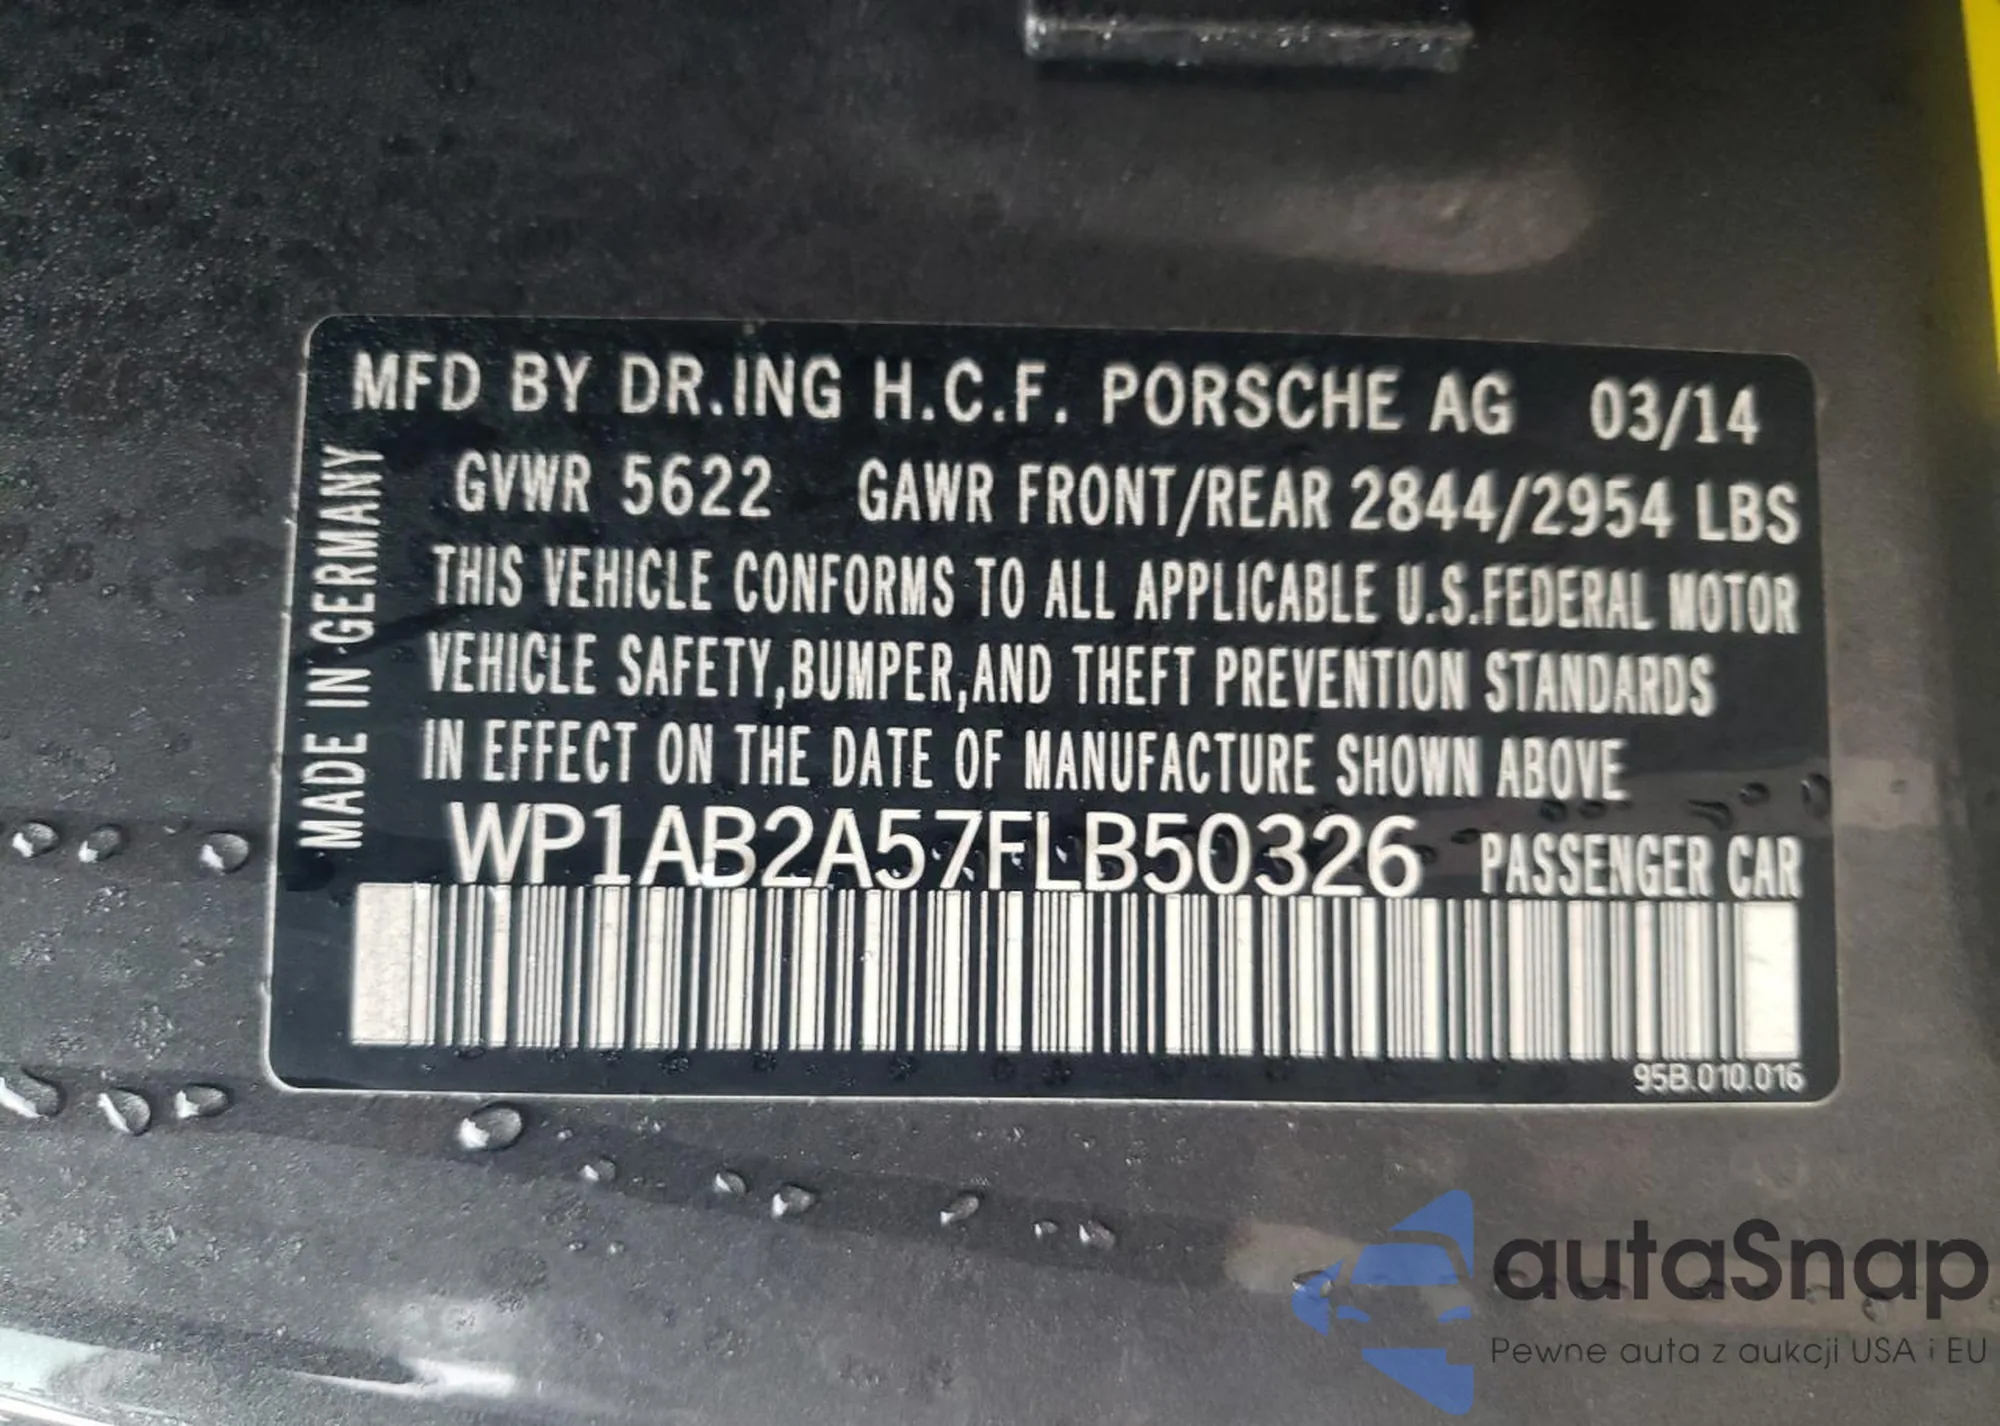 MFD BY DR.ING H.C.F. PORSCHE AG 03/14
GVWR 5622 GAWR FRONT/REAR 2844/2954 LBS
THIS VEHICLE CONFORMS TO ALL APPLICABLE U.S.FEDERAL MOTOR
VEHICLE SAFETY,BUMPER,AND THEFT PREVENTION STANDARDS
IN EFFECT ON THE DATE OF MANUFACTURE SHOWN ABOVE
WP1AB2A57FLB50326 PASSENGER CAR
MADE IN GERMANY
95B.010.016
autaSnap
Pewne auta z aukcji USA i EU